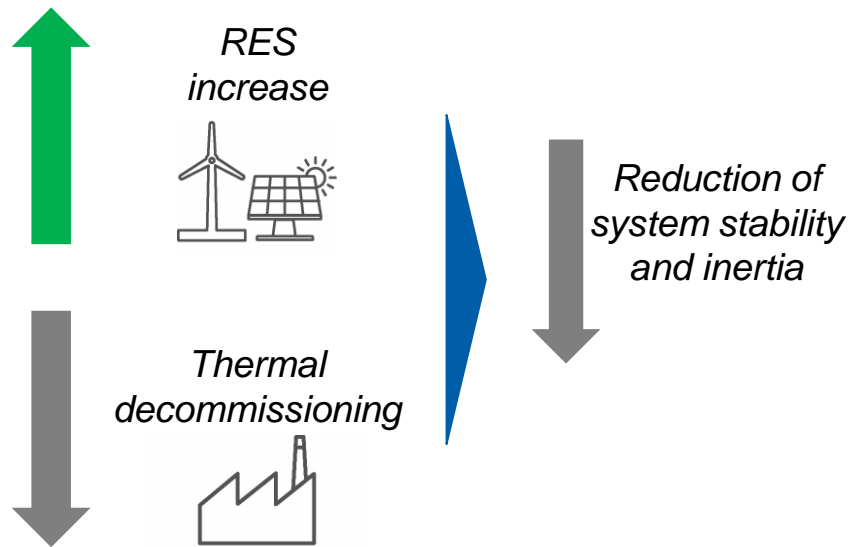 RES
increase
Thermal
decommissioning
Reduction of
system stability
and inertia